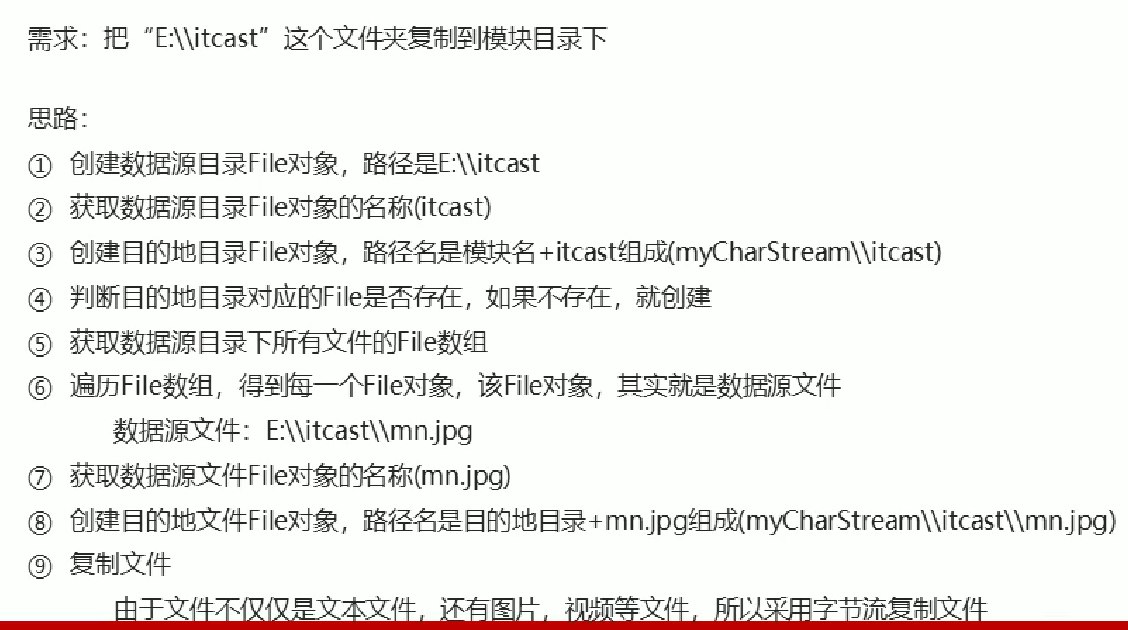 需求：把“E:\\itcast”这个文件夹复制到模块目录下
思路：
① 创建数据源目录File对象，路径是E:\\itcast
② 获取数据源目录File对象的名称(itcast)
③ 创建目的地目录File对象，路径名是模块名+itcast组成(myCharStream\\itcast)
④ 判断目的地目录对应的File是否存在，如果不存在，就创建
⑤ 获取数据源目录下所有文件的File数组
⑥ 遍历File数组，得到每一个File对象，该File对象，其实就是数据源文件
数据源文件：E:\\itcast\\mn.jpg
⑦ 获取数据源文件File对象的名称(mn.jpg)
⑧ 创建目的地文件File对象，路径名是目的地目录+mn.jpg组成(myCharStream\\itcast\\mn.jpg)
⑨ 复制文件
由于文件不仅仅是文本文件，还有图片，视频等文件，所以采用字节流复制文件